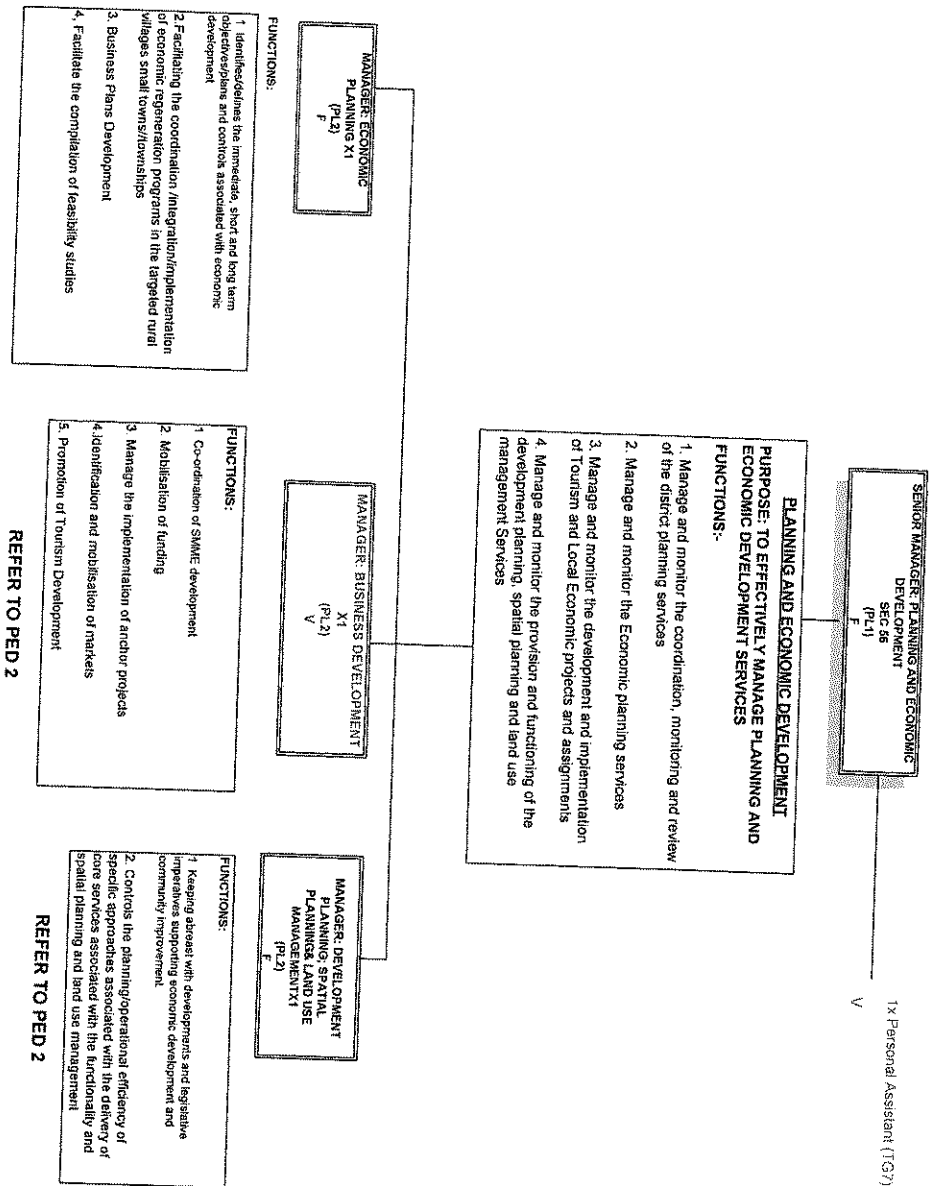 SENIOR MANAGER: PLANNING AND ECONOMIC
DEVELOPMENT
SEC 56
(PL1)
F
1x Personal Assistant (TG7)
V
PLANNING AND ECONOMIC DEVELOPMENT
PURPOSE: TO EFFECTIVELY MANAGE PLANNING AND
ECONOMIC DEVELOPMENT SERVICES
FUNCTIONS:-
1. Manage and monitor the coordination, monitoring and review
of the district planning services
2. Manage and monitor the Economic planning services
3. Manage and monitor the development and implementation
of Tourism and Local Economic projects and assignments
4. Manage and monitor the provision and functioning of the
development planning, spatial planning and land use
management Services
MANAGER: ECONOMIC
PLANNING X1
(PL2)
F
FUNCTIONS:
1 Identifies/defines the immediate, short and long term
objectives/plans and controls associated with economic
development
2.Facilitating the coordination /integration/implementation
of economic regeneration programs in the targeted rural
villages small towns//townships
3. Business Plans Development
4. Facilitate the compilation of feasibility studies
MANAGER: BUSINESS DEVELOPMENT
X1
(PL2)
V
FUNCTIONS:
1 Co-ordination of SMME development
2. Mobilisation of funding
3. Manage the implementation of anchor projects
4.Identification and mobilisation of markets
5. Promotion of Tourism Development
REFER TO PED 2
MANAGER: DEVELOPMENT
PLANNING; SPATIAL
PLANNING& LAND USE
MANAGEMENTX1
(PL2)
F
FUNCTIONS:
1 Keeping abreast with developments and legislative
imperatives supporting economic development and
community improvement
2. Controls the planning/operational efficiency of
specific approaches associated with the delivery of
core services associated with the functionality and
spatial planning and land use management
REFER TO PED 2